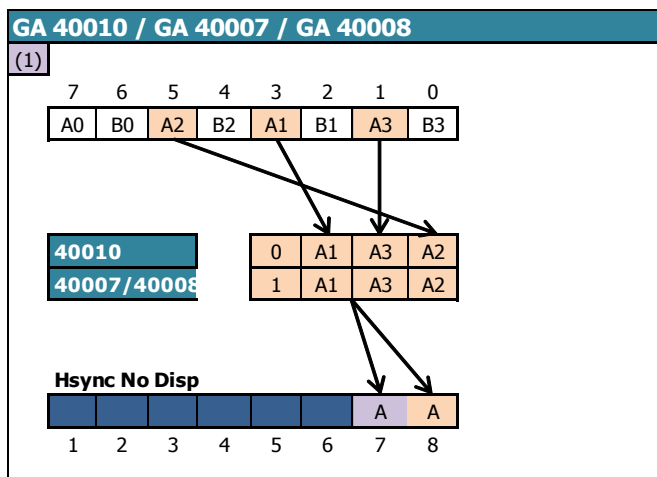 GA 40010 / GA 40007 / GA 40008
(1)
7 6 5 4 3 2 1 0
A0 B0 A2 B2 A1 B1 A3 B3
40010 0 A1 A3 A2
40007/40008 1 A1 A3 A2
Hsync No Disp
A A
1 2 3 4 5 6 7 8